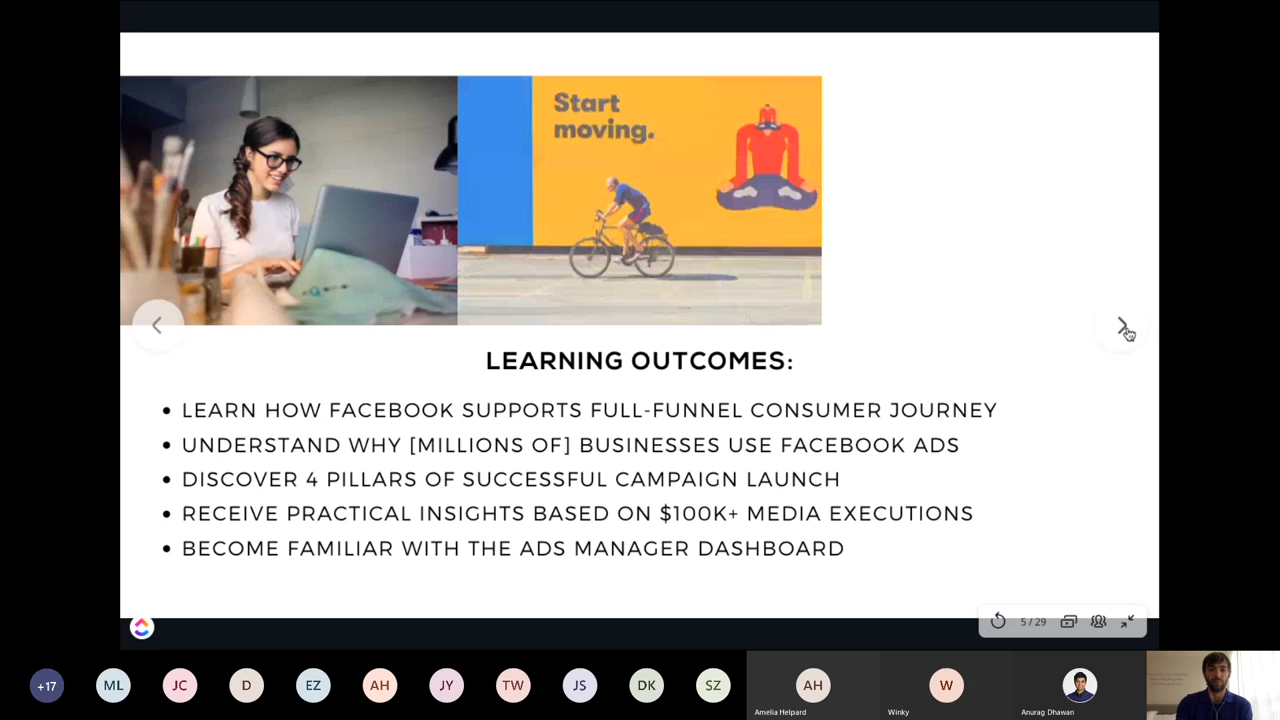 Start
moving.
LEARNING OUTCOMES:
LEARN HOW FACEBOOK SUPPORTS FULL-FUNNEL CONSUMER JOURNEY
UNDERSTAND WHY [MILLIONS OF] BUSINESSES USE FACEBOOK ADS
DISCOVER 4 PILLARS OF SUCCESSFUL CAMPAIGN LAUNCH
RECEIVE PRACTICAL INSIGHTS BASED ON $100K+ MEDIA EXECUTIONS
BECOME FAMILIAR WITH THE ADS MANAGER DASHBOARD
5 / 29
+17 ML JC D EZ AH JY TW JS DK SZ AH W
Amelia Helpard Winky Anurag Dhawan